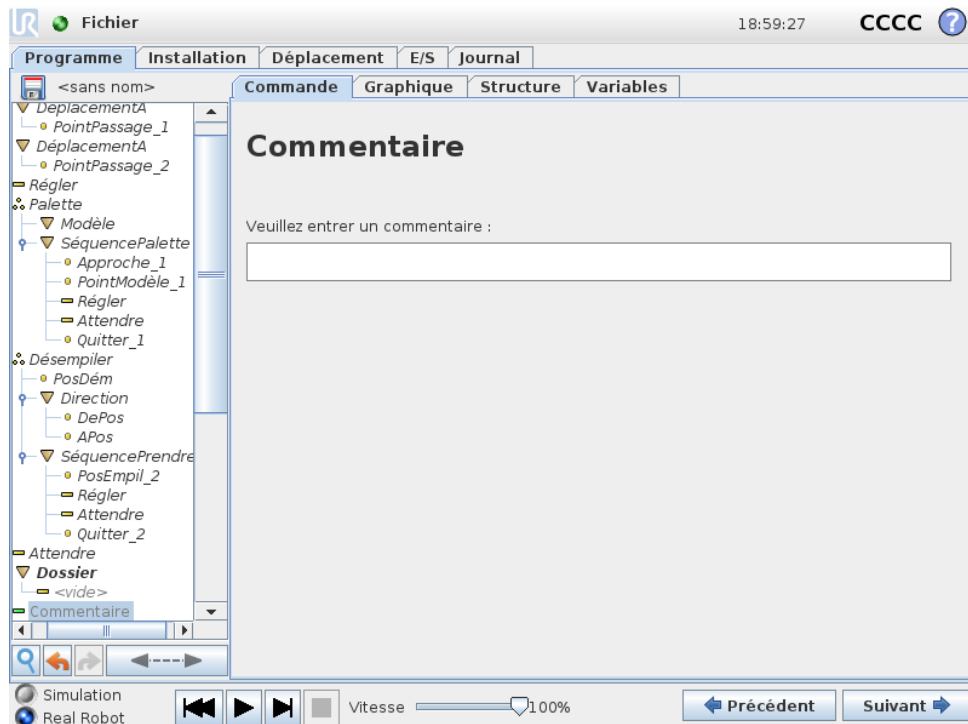 UR Fichier 18:59:27 CCCC ?
Programme Installation Déplacement E/S Journal
<sans nom> Commande Graphique Structure Variables
DéplacementA
PointPassage_1
DéplacementA
PointPassage_2
Régler
Palette
Modèle
SéquencePalette
Approche_1
PointModèle_1
Régler
Attendre
Quitter_1
Désempiler
PosDém
Direction
DePos
APos
SéquencePrendre
PosEmpil_2
Régler
Attendre
Quitter_2
Attendre
Dossier
<vide>
Commentaire
Commentaire
Veuillez entrer un commentaire :
Simulation
Real Robot
Vitesse 100% Précédent Suivant